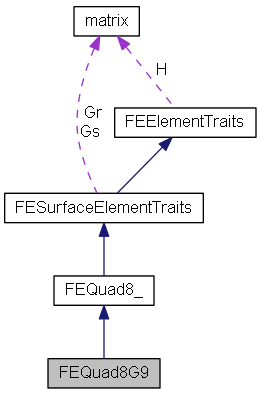 matrix
H
Gr
Gs
FEElementTraits
FESurfaceElementTraits
FEQuad8_
FEQuad8G9